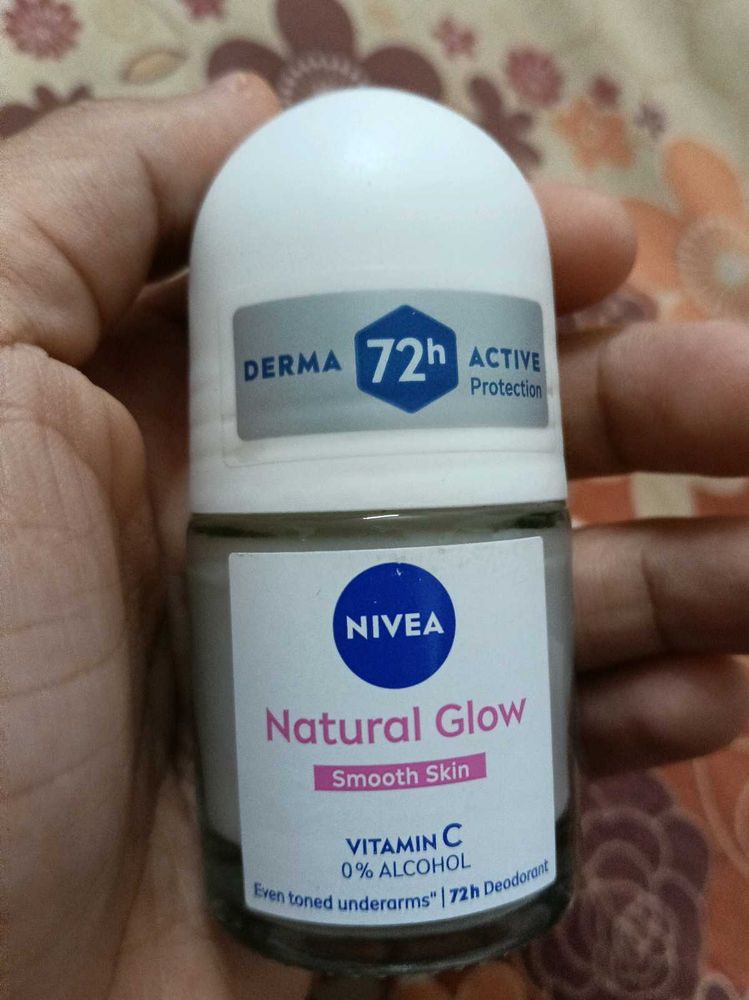 DERMA 72h ACTIVE
Protection
NIVEA
Natural Glow
Smooth Skin
VITAMIN C
0% ALCOHOL
Even toned underarms" | 72h Deodorant